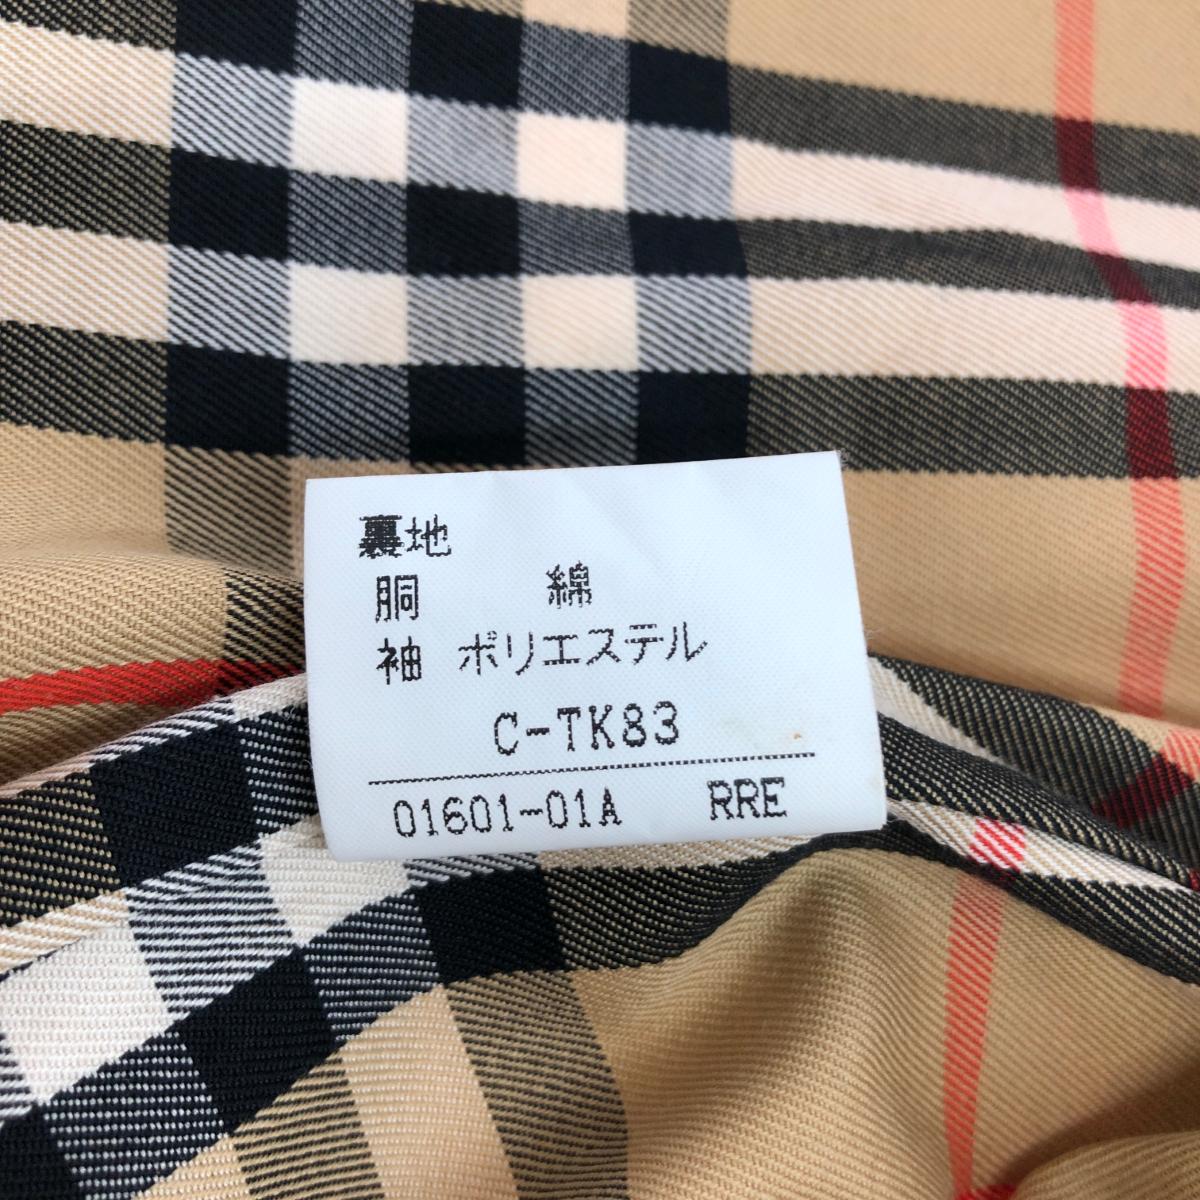 裏地
胴 綿
袖 ポリエステル
C-TK83
01601-01A RRE